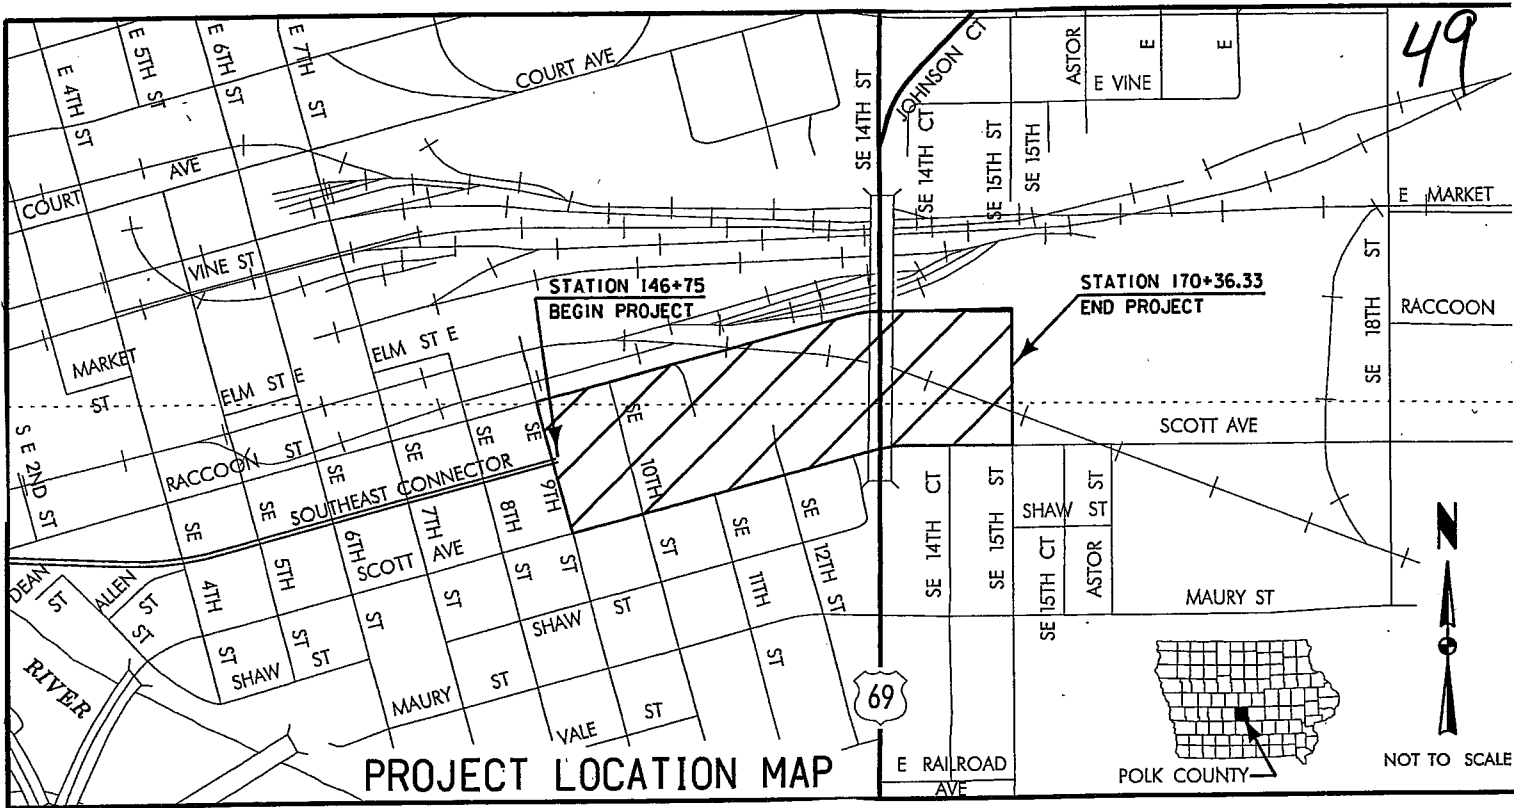 49
E 4TH ST
E 5TH ST
E 6TH ST
E 7TH ST
COURT AVE
SE 14TH ST
JOHNSON CT
ASTOR
E VINE
E
E
SE 14TH CT
SE 15TH ST
SE 15TH
COURT AVE
E MARKET
VINE ST
STATION 146+75
BEGIN PROJECT
STATION 170+36.33
END PROJECT
SE 18TH ST
RACCOON
MARKET ST
ELM ST E
ELM ST E
SCOTT AVE
S E 2ND ST
RACCOON ST
SOUTHEAST CONNECTOR
SE 4TH ST
SE 5TH ST
SE 6TH ST
SE 7TH ST
SE 8TH ST
SE 9TH ST
SE 10TH ST
SE 11TH ST
SE 12TH ST
SCOTT AVE
DEAN ST
ALLEN ST
ST
SHAW ST
SHAW ST
MAURY ST
VALE ST
RIVER
SE 14TH CT
SE 15TH ST
SHAW ST
SE 15TH CT
ASTOR ST
MAURY ST
69
E RAILROAD AVE
N
NOT TO SCALE
POLK COUNTY
PROJECT LOCATION MAP